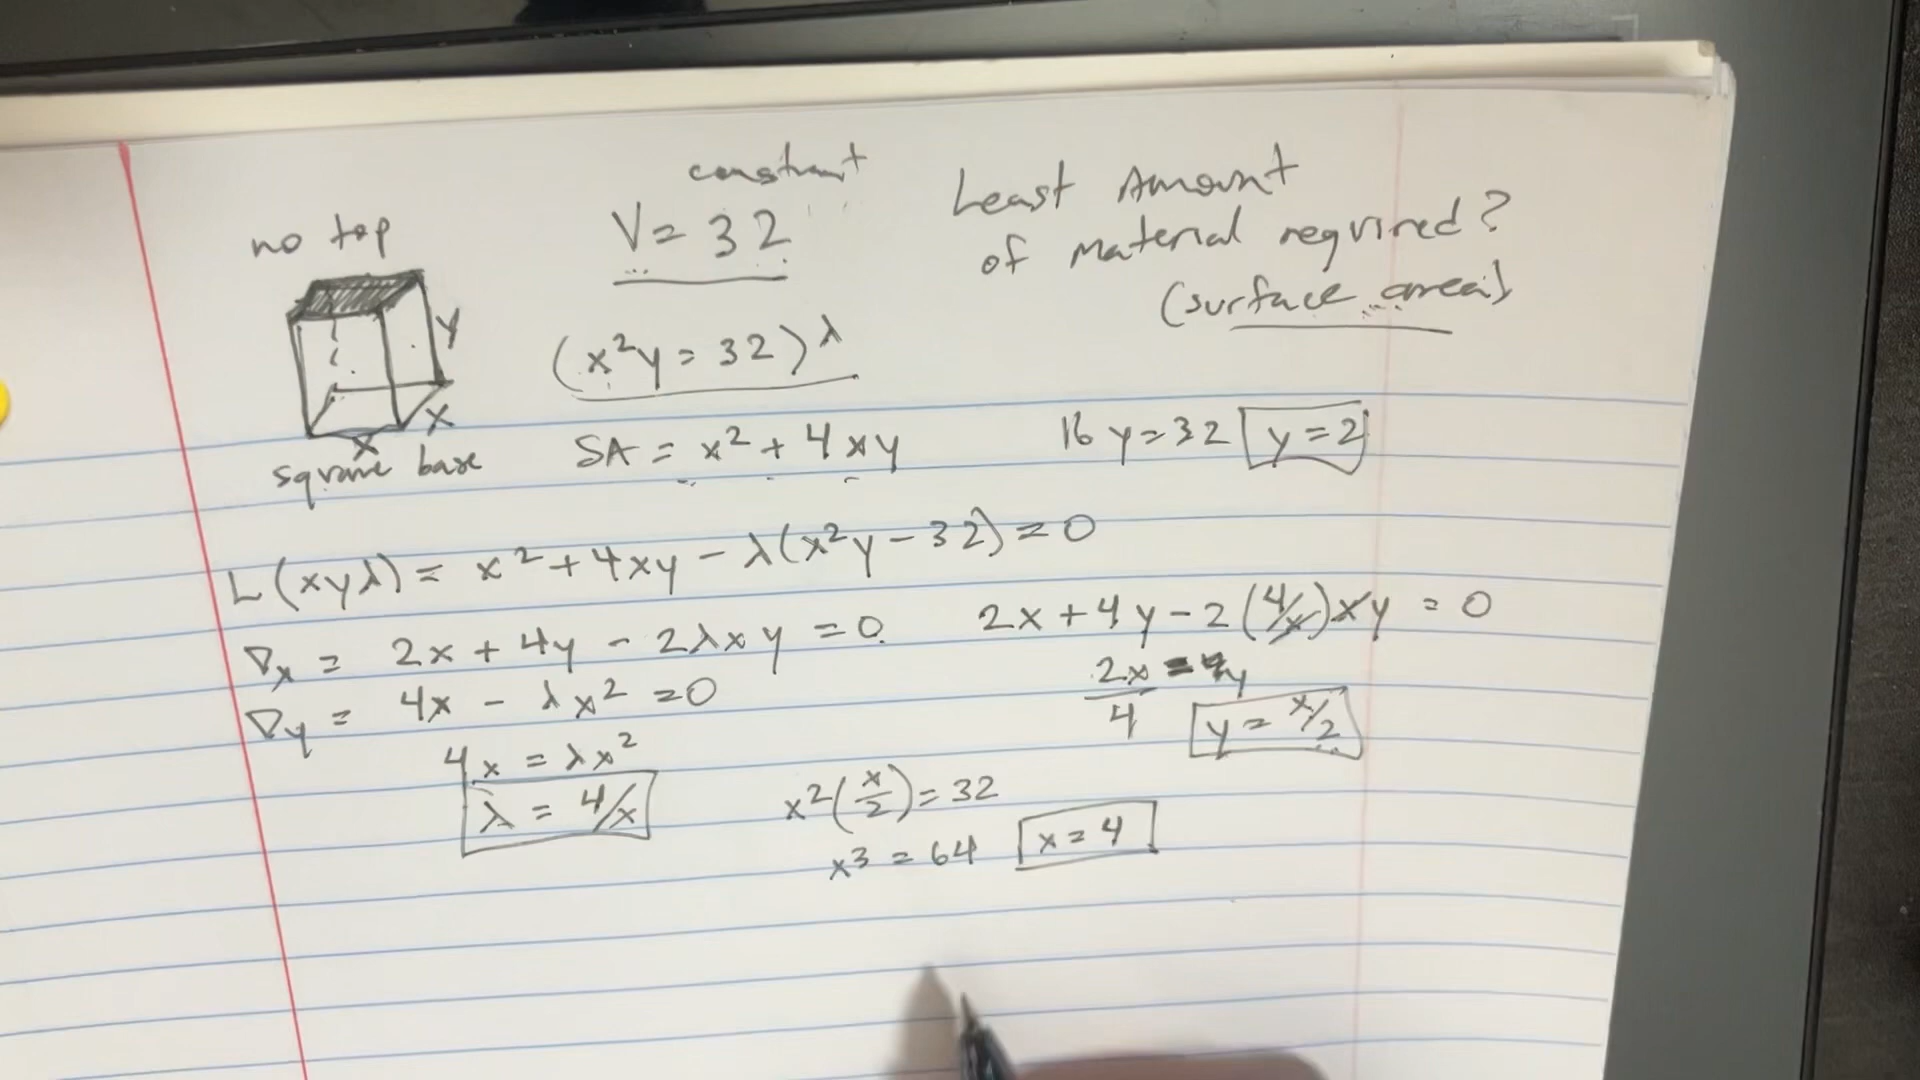 no top
constraint
V = 32
Least Amount
of material required?
(surface area)
y
x
x
square base
(x²y = 32) λ
SA = x² + 4xy
16y = 32 y = 2
L(xyλ) = x² + 4xy - λ(x²y - 32) = 0
∇x = 2x + 4y - 2λxy = 0
∇y = 4x - λx² = 0
4x = λx²
λ = 4/x
2x + 4y - 2(4/x)xy = 0
2x = 4y
4
y = x/2
x²(x/2) = 32
x³ = 64 x = 4